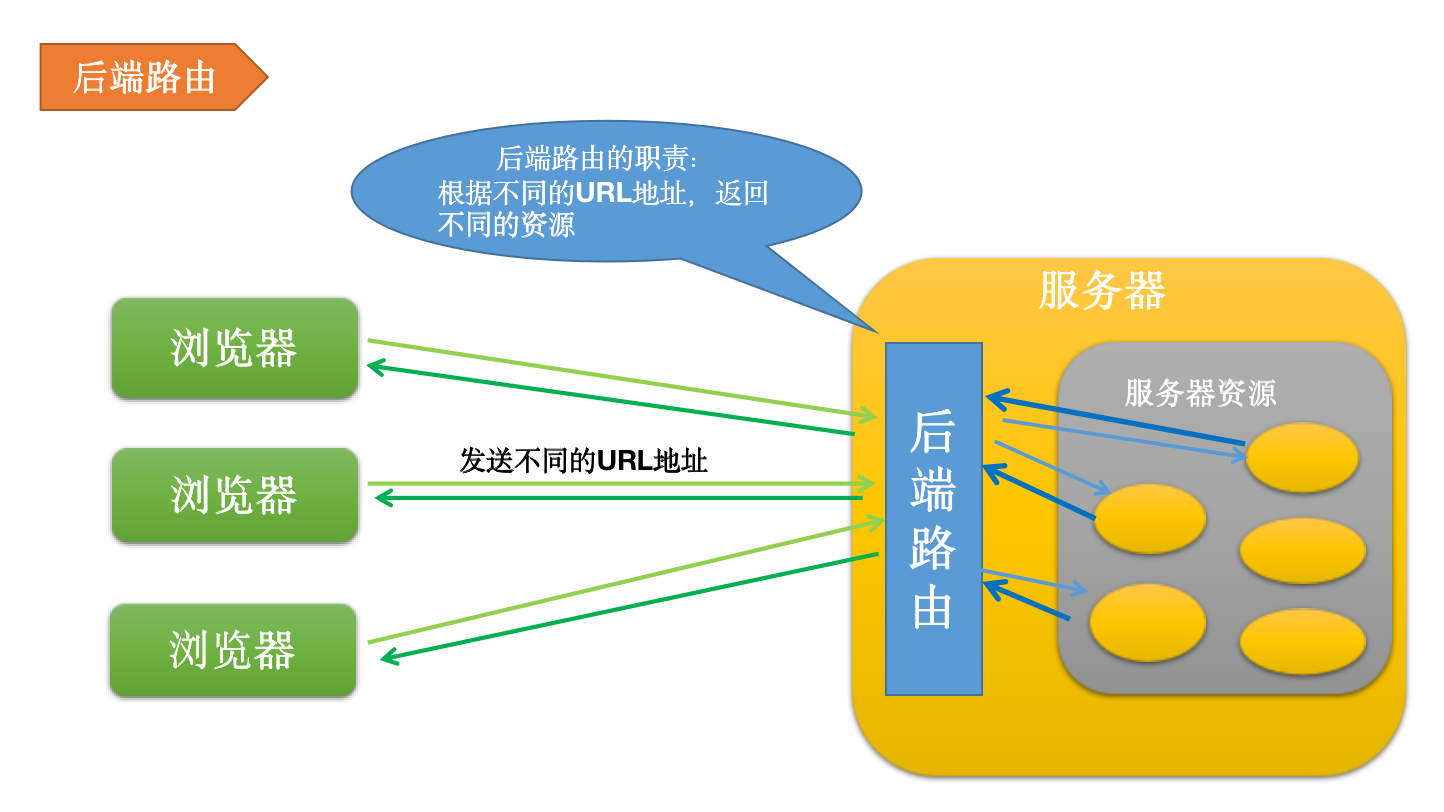 后端路由
后端路由的职责：
根据不同的URL地址，返回
不同的资源
服务器
浏览器
服务器资源
后端路由
发送不同的URL地址
浏览器
浏览器